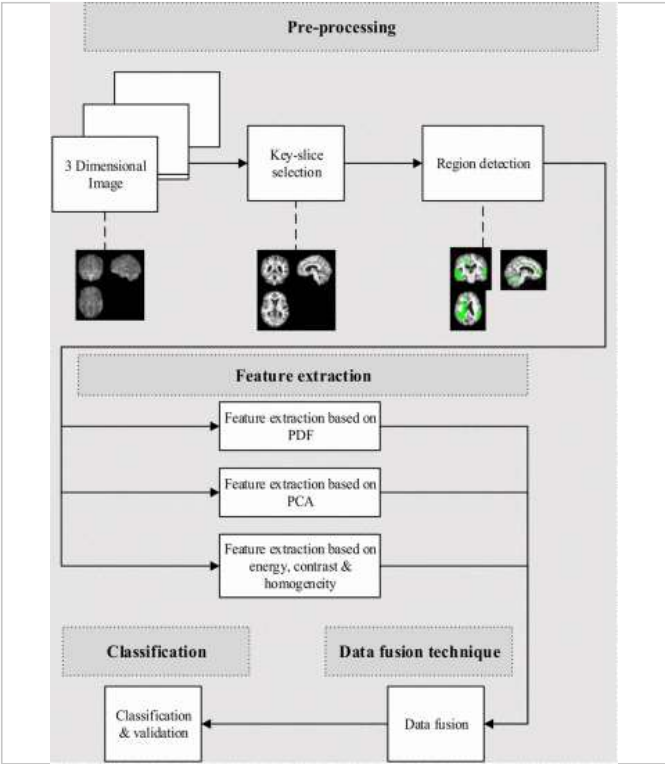 Pre-processing
3 Dimensional
Image
Key-slice
selection
Region detection
Feature extraction
Feature extraction based on
PDF
Feature extraction based on
PCA
Feature extraction based on
energy, contrast &
homogeneity
Classification
Data fusion technique
Classification
& validation
Data fusion